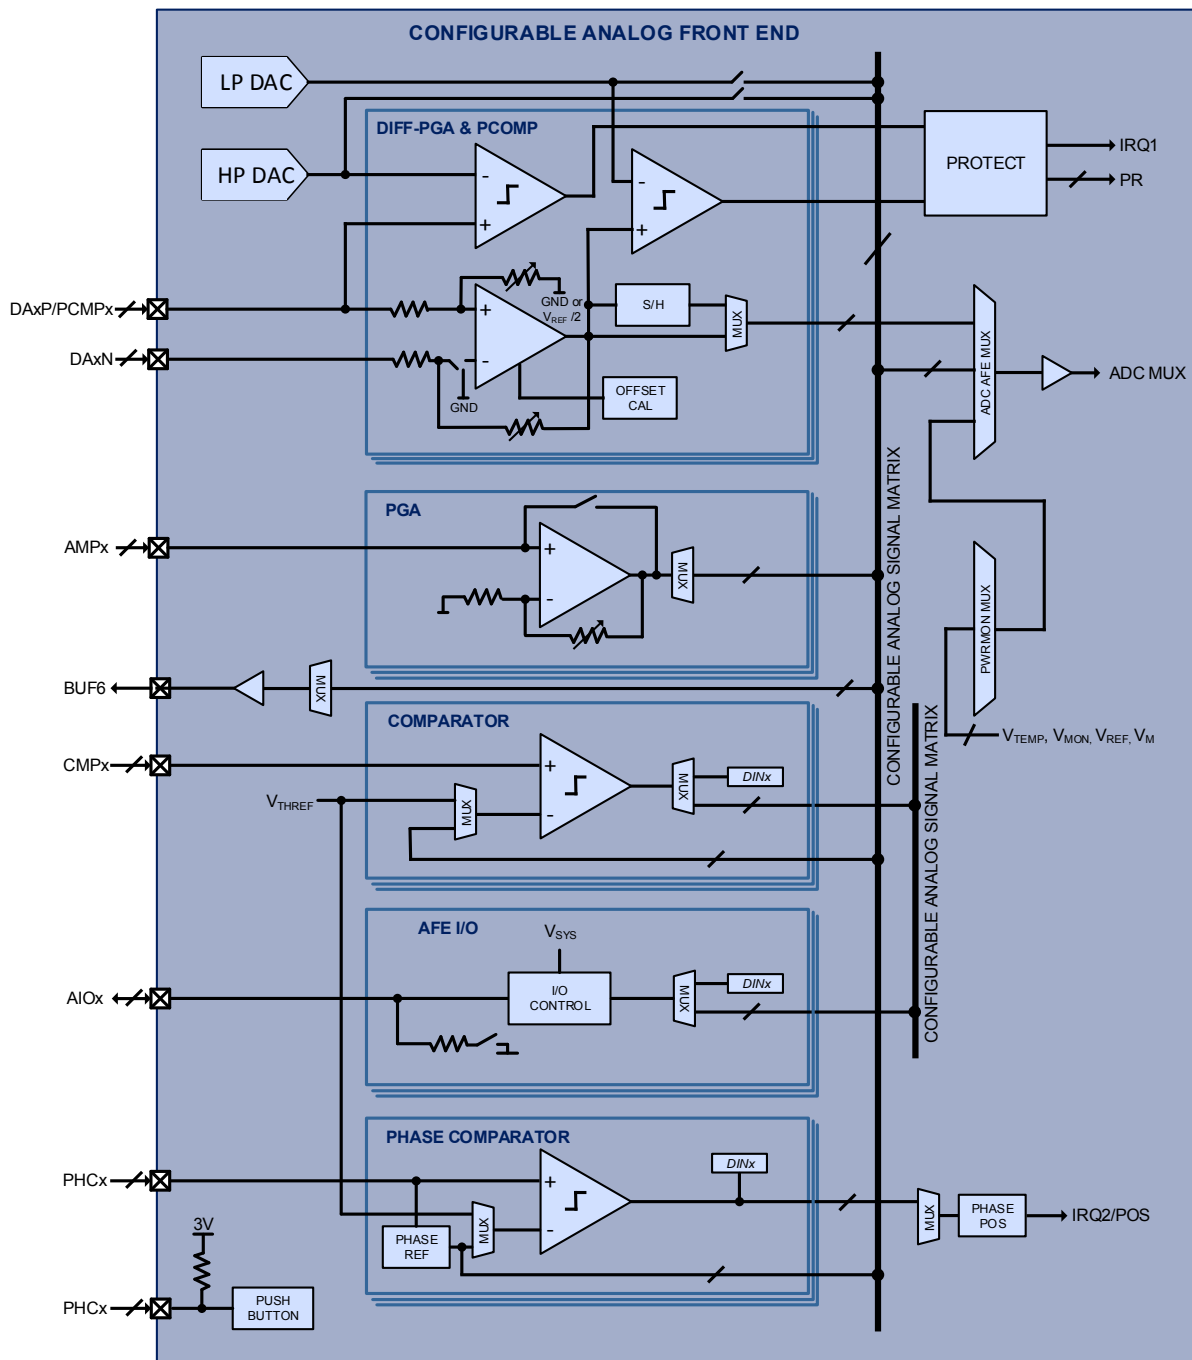 CONFIGURABLE ANALOG FRONT END
LP DAC
HP DAC
DIFF-PGA & PCOMP
-
+
-
+
PROTECT
IRQ1
PR
DAxP/PCMPx
DAxN
+
-
GND or
VREF /2
GND
S/H
MUX
OFFSET
CAL
ADC AFE MUX
ADC MUX
CONFIGURABLE ANALOG SIGNAL MATRIX
PGA
AMPx
+
-
MUX
PWRMON MUX
VTEMP, VMON, VREF, VM
BUF6
MUX
COMPARATOR
CMPx
VTHREF
MUX
+
-
MUX
DINx
CONFIGURABLE ANALOG SIGNAL MATRIX
AFE I/O
VSYS
AIOx
I/O
CONTROL
MUX
DINx
PHASE COMPARATOR
PHCx
+
-
PHASE
REF
MUX
DINx
MUX
PHASE
POS
IRQ2/POS
3V
PHCx
PUSH
BUTTON